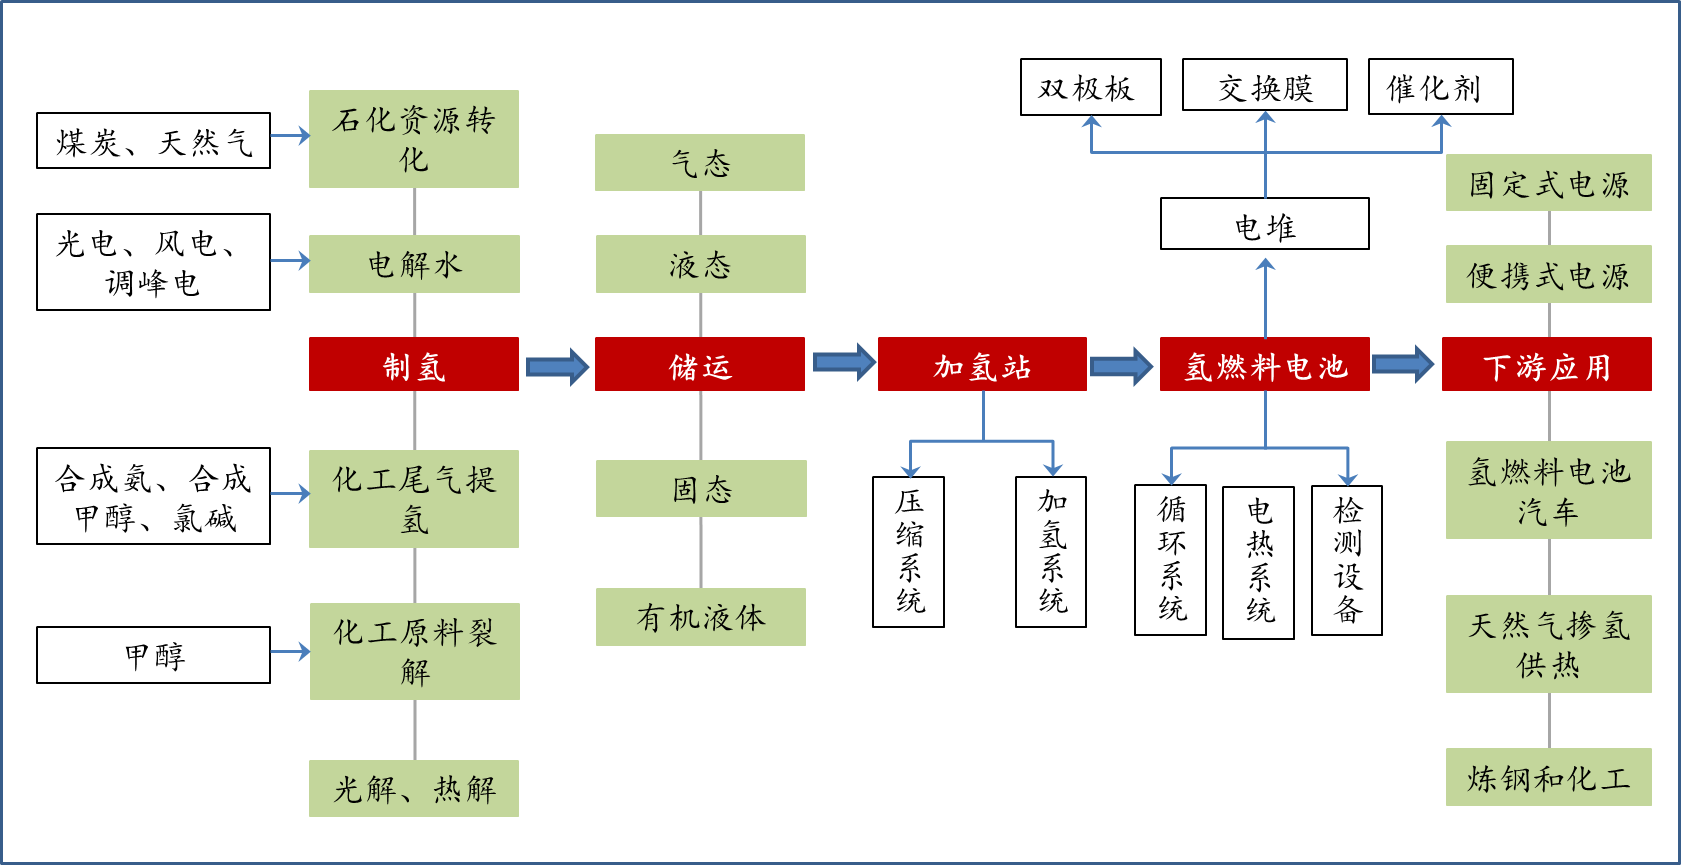 煤炭、天然气
光电、风电、
调峰电
合成氨、合成
甲醇、氯碱
甲醇
石化资源转
化
电解水
制氢
化工尾气提
氢
化工原料裂
解
光解、热解
气态
液态
储运
固态
有机液体
加氢站
压缩系统
加氢系统
双极板
交换膜
催化剂
电堆
氢燃料电池
循环系统
电热系统
检测设备
固定式电源
便携式电源
下游应用
氢燃料电池
汽车
天然气掺氢
供热
炼钢和化工